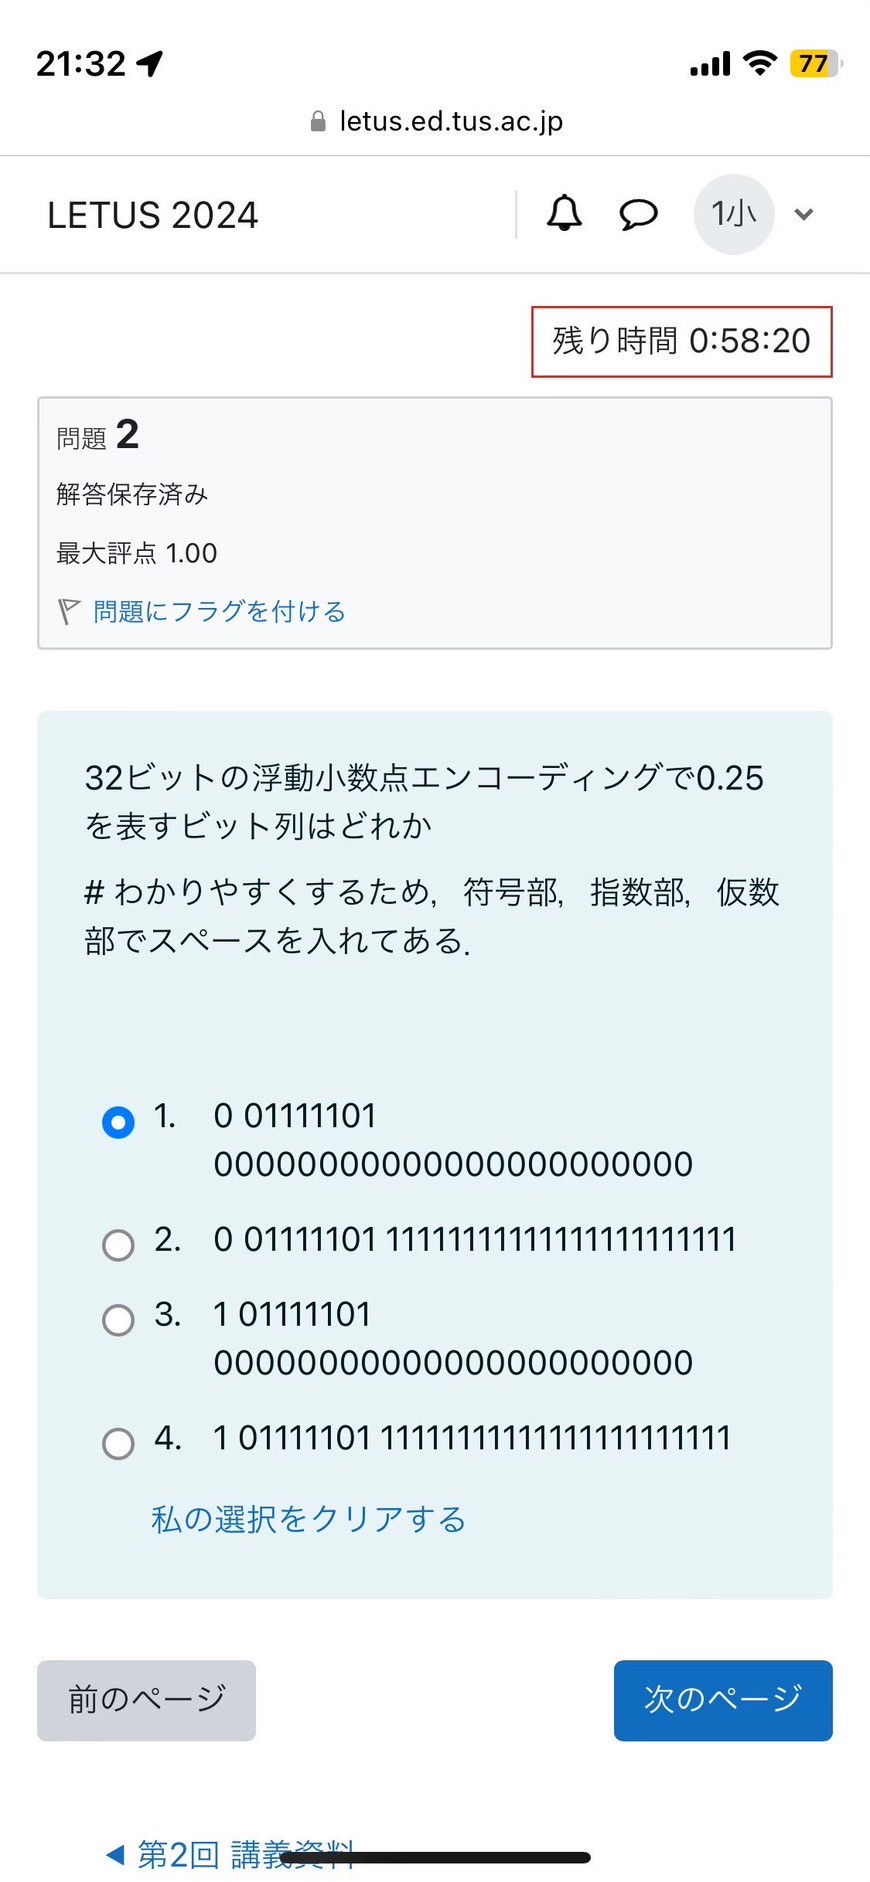 21:32
77
letus.ed.tus.ac.jp
LETUS 2024
1小
残り時間 0:58:20
問題 2
解答保存済み
最大評点 1.00
問題にフラグを付ける
32ビットの浮動小数点エンコーディングで0.25
を表すビット列はどれか
# わかりやすくするため，符号部，指数部，仮数
部でスペースを入れてある．
1. 0 01111101
00000000000000000000000
2. 0 01111101 11111111111111111111111
3. 1 01111101
00000000000000000000000
4. 1 01111101 11111111111111111111111
私の選択をクリアする
前のページ
次のページ
◀ 第2回 講義資料